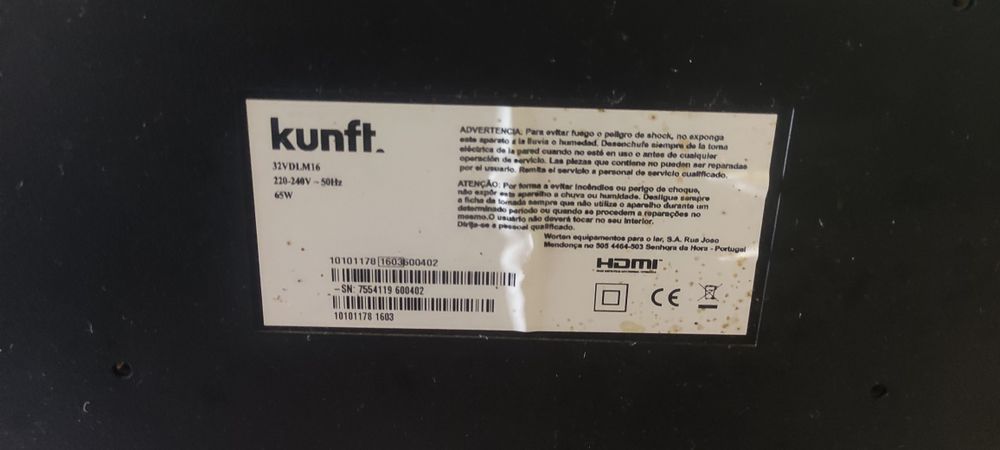 kunft.
32VDLM16
220-240V ~ 50Hz
65W
ADVERTENCIA: Para evitar fuego o peligro de shock, no exponga
este aparato a la lluvia o humedad. Desenchufe siempre de la toma
eléctrica de la pared cuando no esté en uso o antes de cualquier
operación de servicio. Las piezas que contiene no pueden ser reparadas
por el usuario. Remita el servicio a personal de servicio cualificado.
ATENÇÃO: Por forma a evitar incêndios ou perigo de choque,
não expôr este aparelho a chuva ou humidade. Desligue sempre
a ficha da tomada sempre que não utilize o aparelho durante um
determinado período ou quando se procedem a reparações no
mesmo.O usuário não deverá tocar no seu interior.
Dirija-se a pessoal qualificado.
Worten equipamentos para o lar, S.A. Rua Joao
Mendonça no 505 4464-503 Senhora da Hora - Portugal
HDMI
10101178 1603 600402
-SN: 7554119 600402
10101178 1603
CE